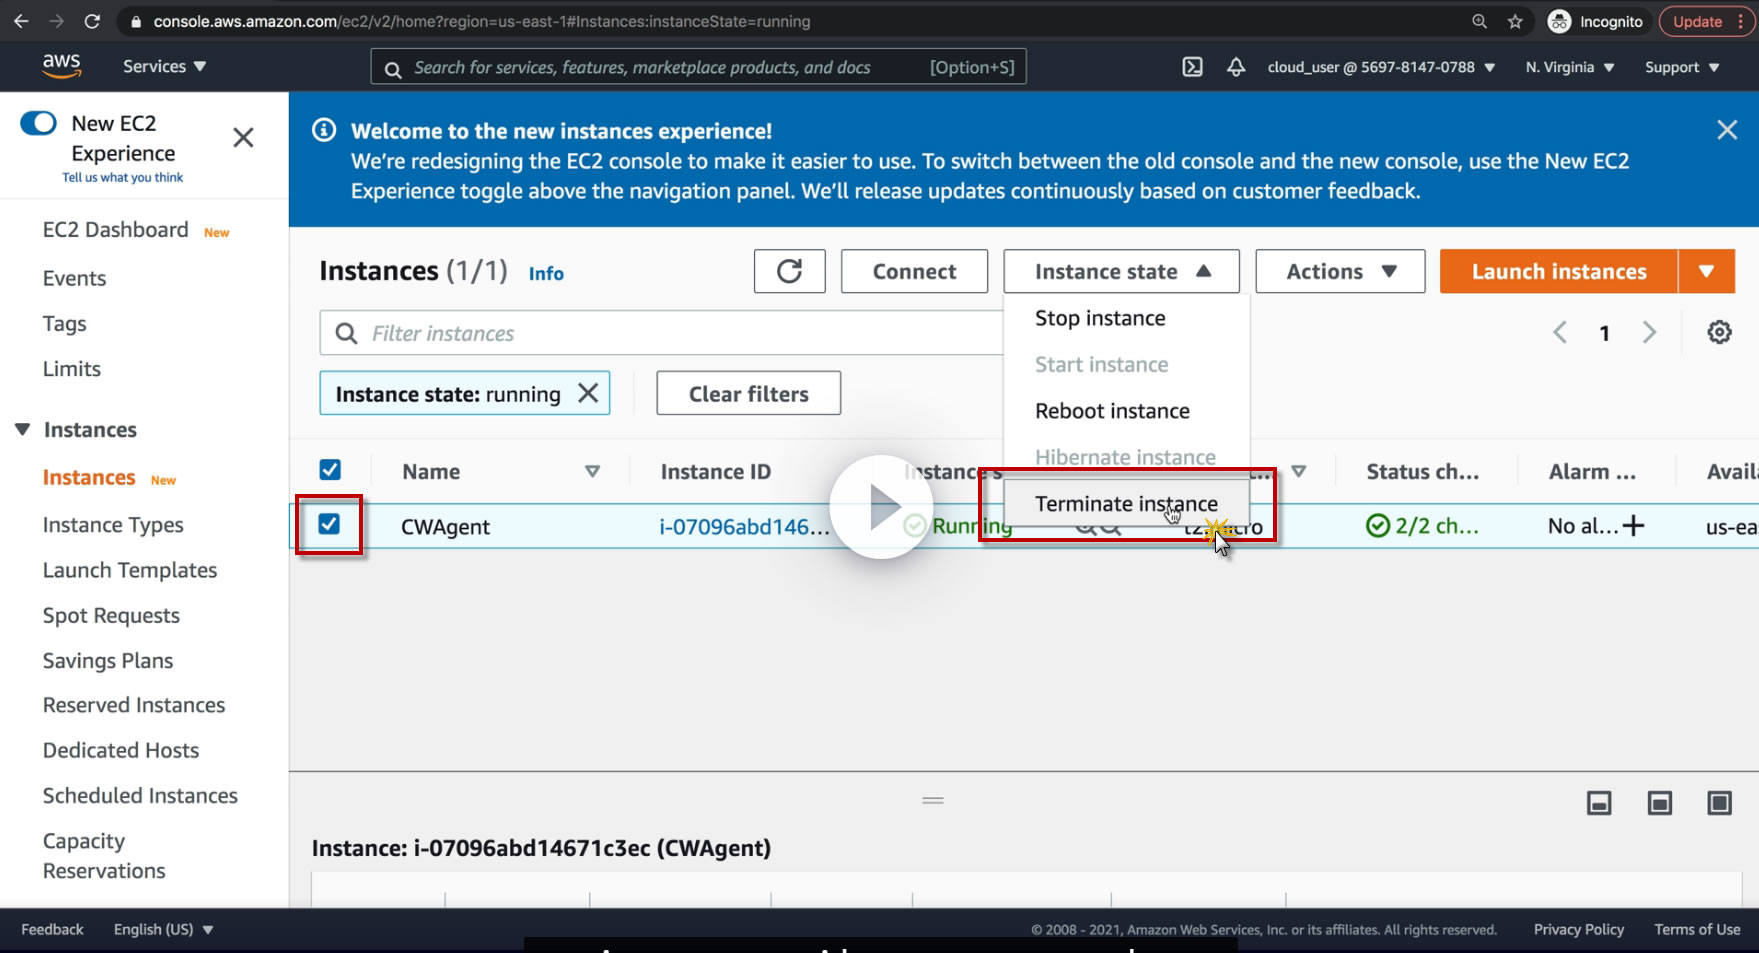 console.aws.amazon.com/ec2/v2/home?region=us-east-1#Instances:instanceState=running
Incognito
Update
aws
Services
Search for services, features, marketplace products, and docs
[Option+S]
cloud_user @ 5697-8147-0788
N. Virginia
Support
New EC2
Experience
Tell us what you think
Welcome to the new instances experience!
We're redesigning the EC2 console to make it easier to use. To switch between the old console and the new console, use the New EC2
Experience toggle above the navigation panel. We'll release updates continuously based on customer feedback.
EC2 Dashboard New
Events
Tags
Limits
Instances
Instances New
Instance Types
Launch Templates
Spot Requests
Savings Plans
Reserved Instances
Dedicated Hosts
Scheduled Instances
Capacity
Reservations
Instances (1/1) Info
Connect
Instance state
Actions
Launch instances
Stop instance
Start instance
Reboot instance
Hibernate instance
Terminate instance
Filter instances
1
Instance state: running
Clear filters
Name
Instance ID
Instance s
Status ch...
Alarm ...
Availa
CWAgent
i-07096abd146...
Running
2/2 ch...
No al...
us-ea
Instance: i-07096abd14671c3ec (CWAgent)
Feedback
English (US)
© 2008 - 2021, Amazon Web Services, Inc. or its affiliates. All rights reserved.
Privacy Policy
Terms of Use